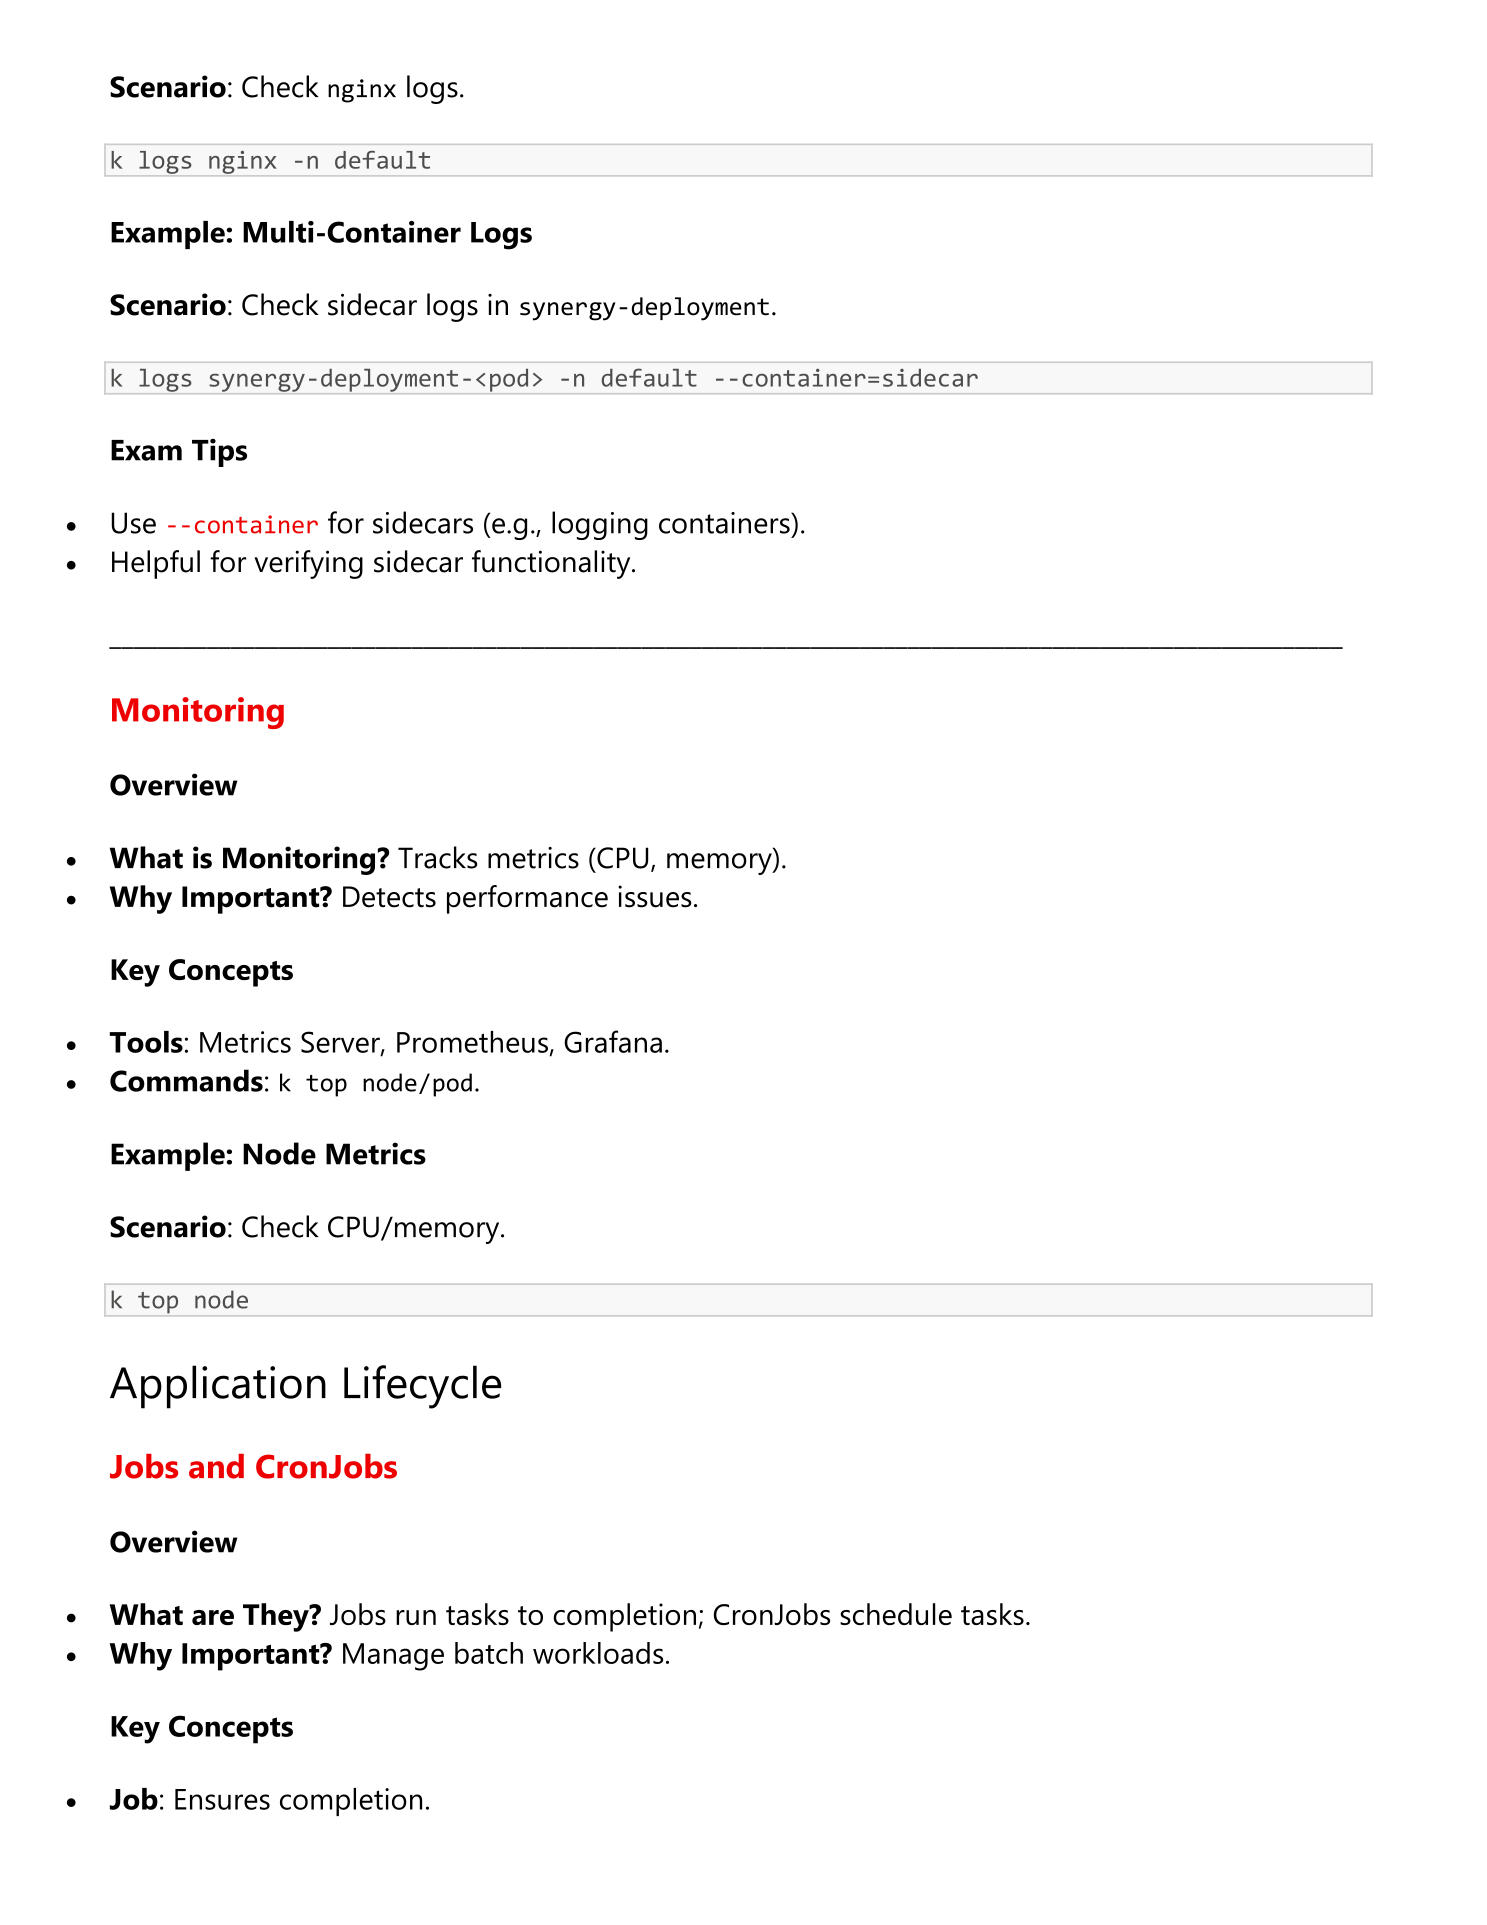 Scenario: Check nginx logs.
k logs nginx -n default
Example: Multi-Container Logs
Scenario: Check sidecar logs in synergy-deployment.
k logs synergy-deployment-<pod> -n default --container=sidecar
Exam Tips
• Use --container for sidecars (e.g., logging containers).
• Helpful for verifying sidecar functionality.
Monitoring
Overview
• What is Monitoring? Tracks metrics (CPU, memory).
• Why Important? Detects performance issues.
Key Concepts
• Tools: Metrics Server, Prometheus, Grafana.
• Commands: k top node/pod.
Example: Node Metrics
Scenario: Check CPU/memory.
k top node
Application Lifecycle
Jobs and CronJobs
Overview
• What are They? Jobs run tasks to completion; CronJobs schedule tasks.
• Why Important? Manage batch workloads.
Key Concepts
• Job: Ensures completion.